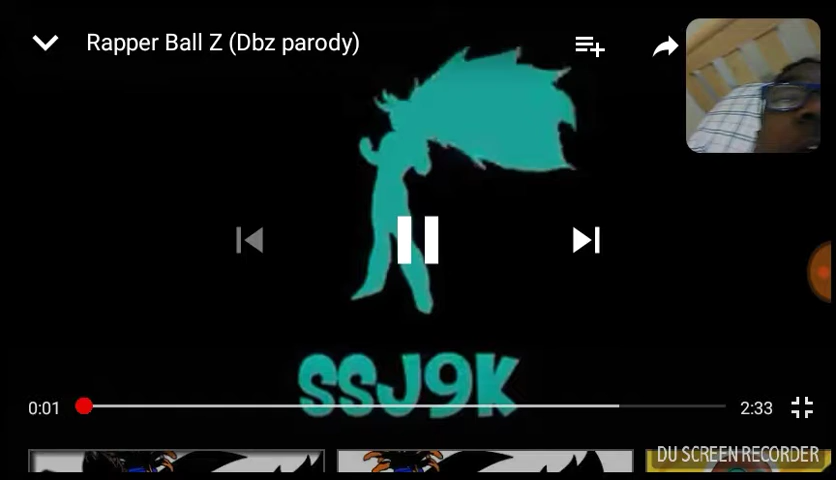 Rapper Ball Z (Dbz parody)
SSJ9K
0:01
2:33
DU SCREEN RECORDER